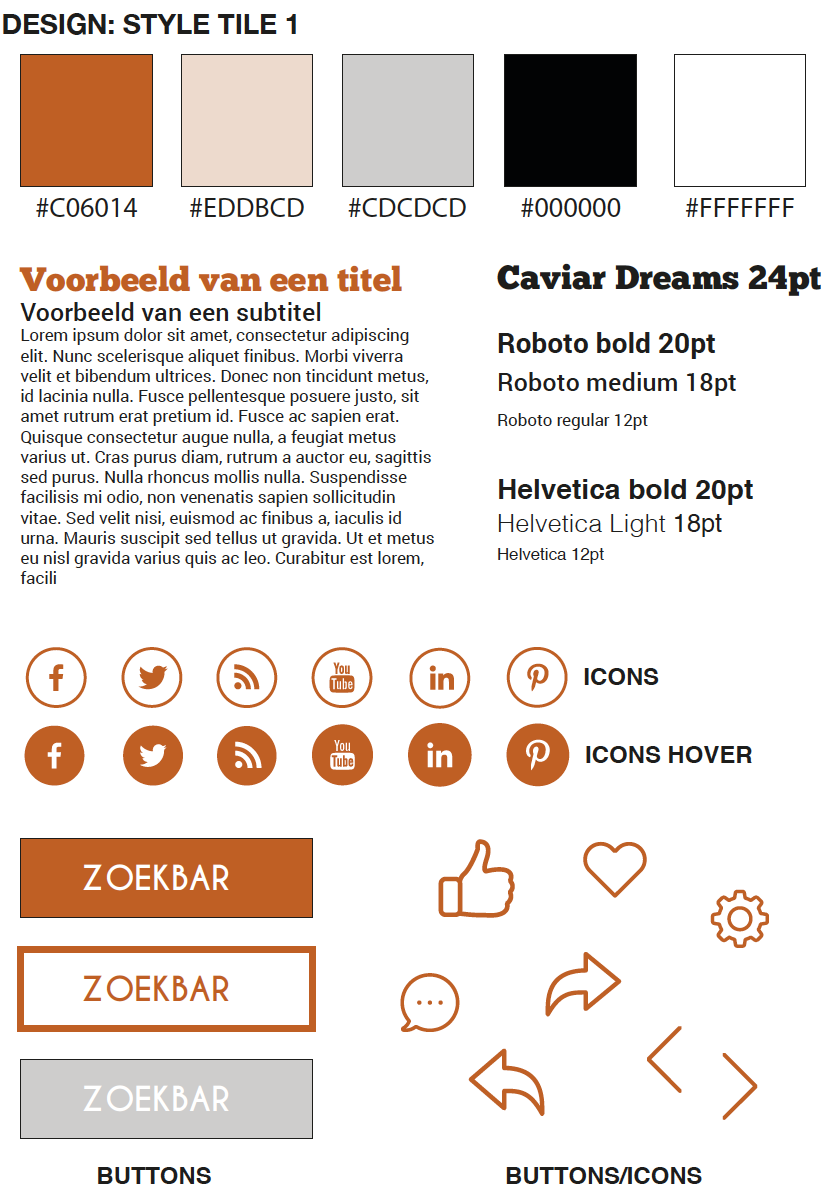 DESIGN: STYLE TILE 1
#C06014
#EDDBCD
#CDCDCD
#000000
#FFFFFFF
Voorbeeld van een titel
Voorbeeld van een subtitel
Lorem ipsum dolor sit amet, consectetur adipiscing
elit. Nunc scelerisque aliquet finibus. Morbi viverra
velit et bibendum ultrices. Donec non tincidunt metus,
id lacinia nulla. Fusce pellentesque posuere justo, sit
amet rutrum erat pretium id. Fusce ac sapien erat.
Quisque consectetur augue nulla, a feugiat metus
varius ut. Cras purus diam, rutrum a auctor eu, sagittis
sed purus. Nulla rhoncus mollis nulla. Suspendisse
facilisis mi odio, non venenatis sapien sollicitudin
vitae. Sed velit nisi, euismod ac finibus a, iaculis id
urna. Mauris suscipit sed tellus ut gravida. Ut et metus
eu nisl gravida varius quis ac leo. Curabitur est lorem,
facili
Caviar Dreams 24pt
Roboto bold 20pt
Roboto medium 18pt
Roboto regular 12pt
Helvetica bold 20pt
Helvetica Light 18pt
Helvetica 12pt
f
You
Tube
in
ICONS
f
You
Tube
in
ICONS HOVER
ZOEKBAR
ZOEKBAR
ZOEKBAR
BUTTONS
BUTTONS/ICONS